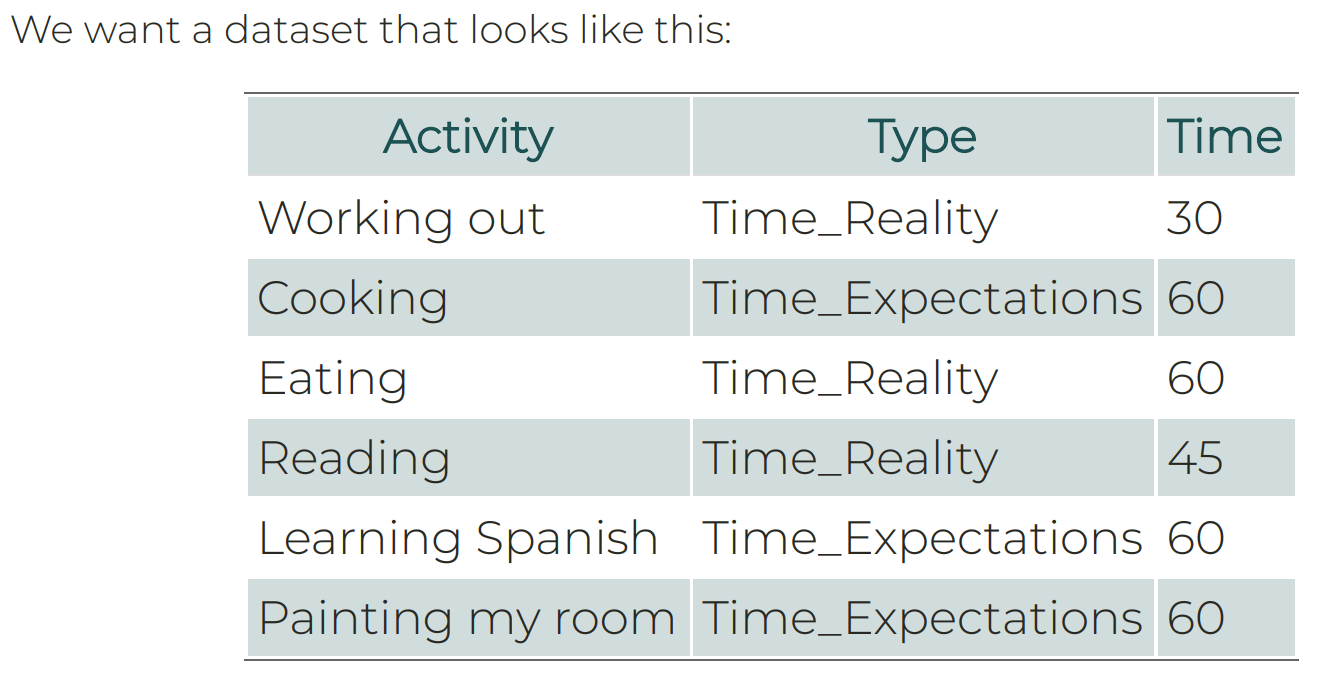 We want a dataset that looks like this:
Activity Type Time
Working out Time_Reality 30
Cooking Time_Expectations 60
Eating Time_Reality 60
Reading Time_Reality 45
Learning Spanish Time_Expectations 60
Painting my room Time_Expectations 60